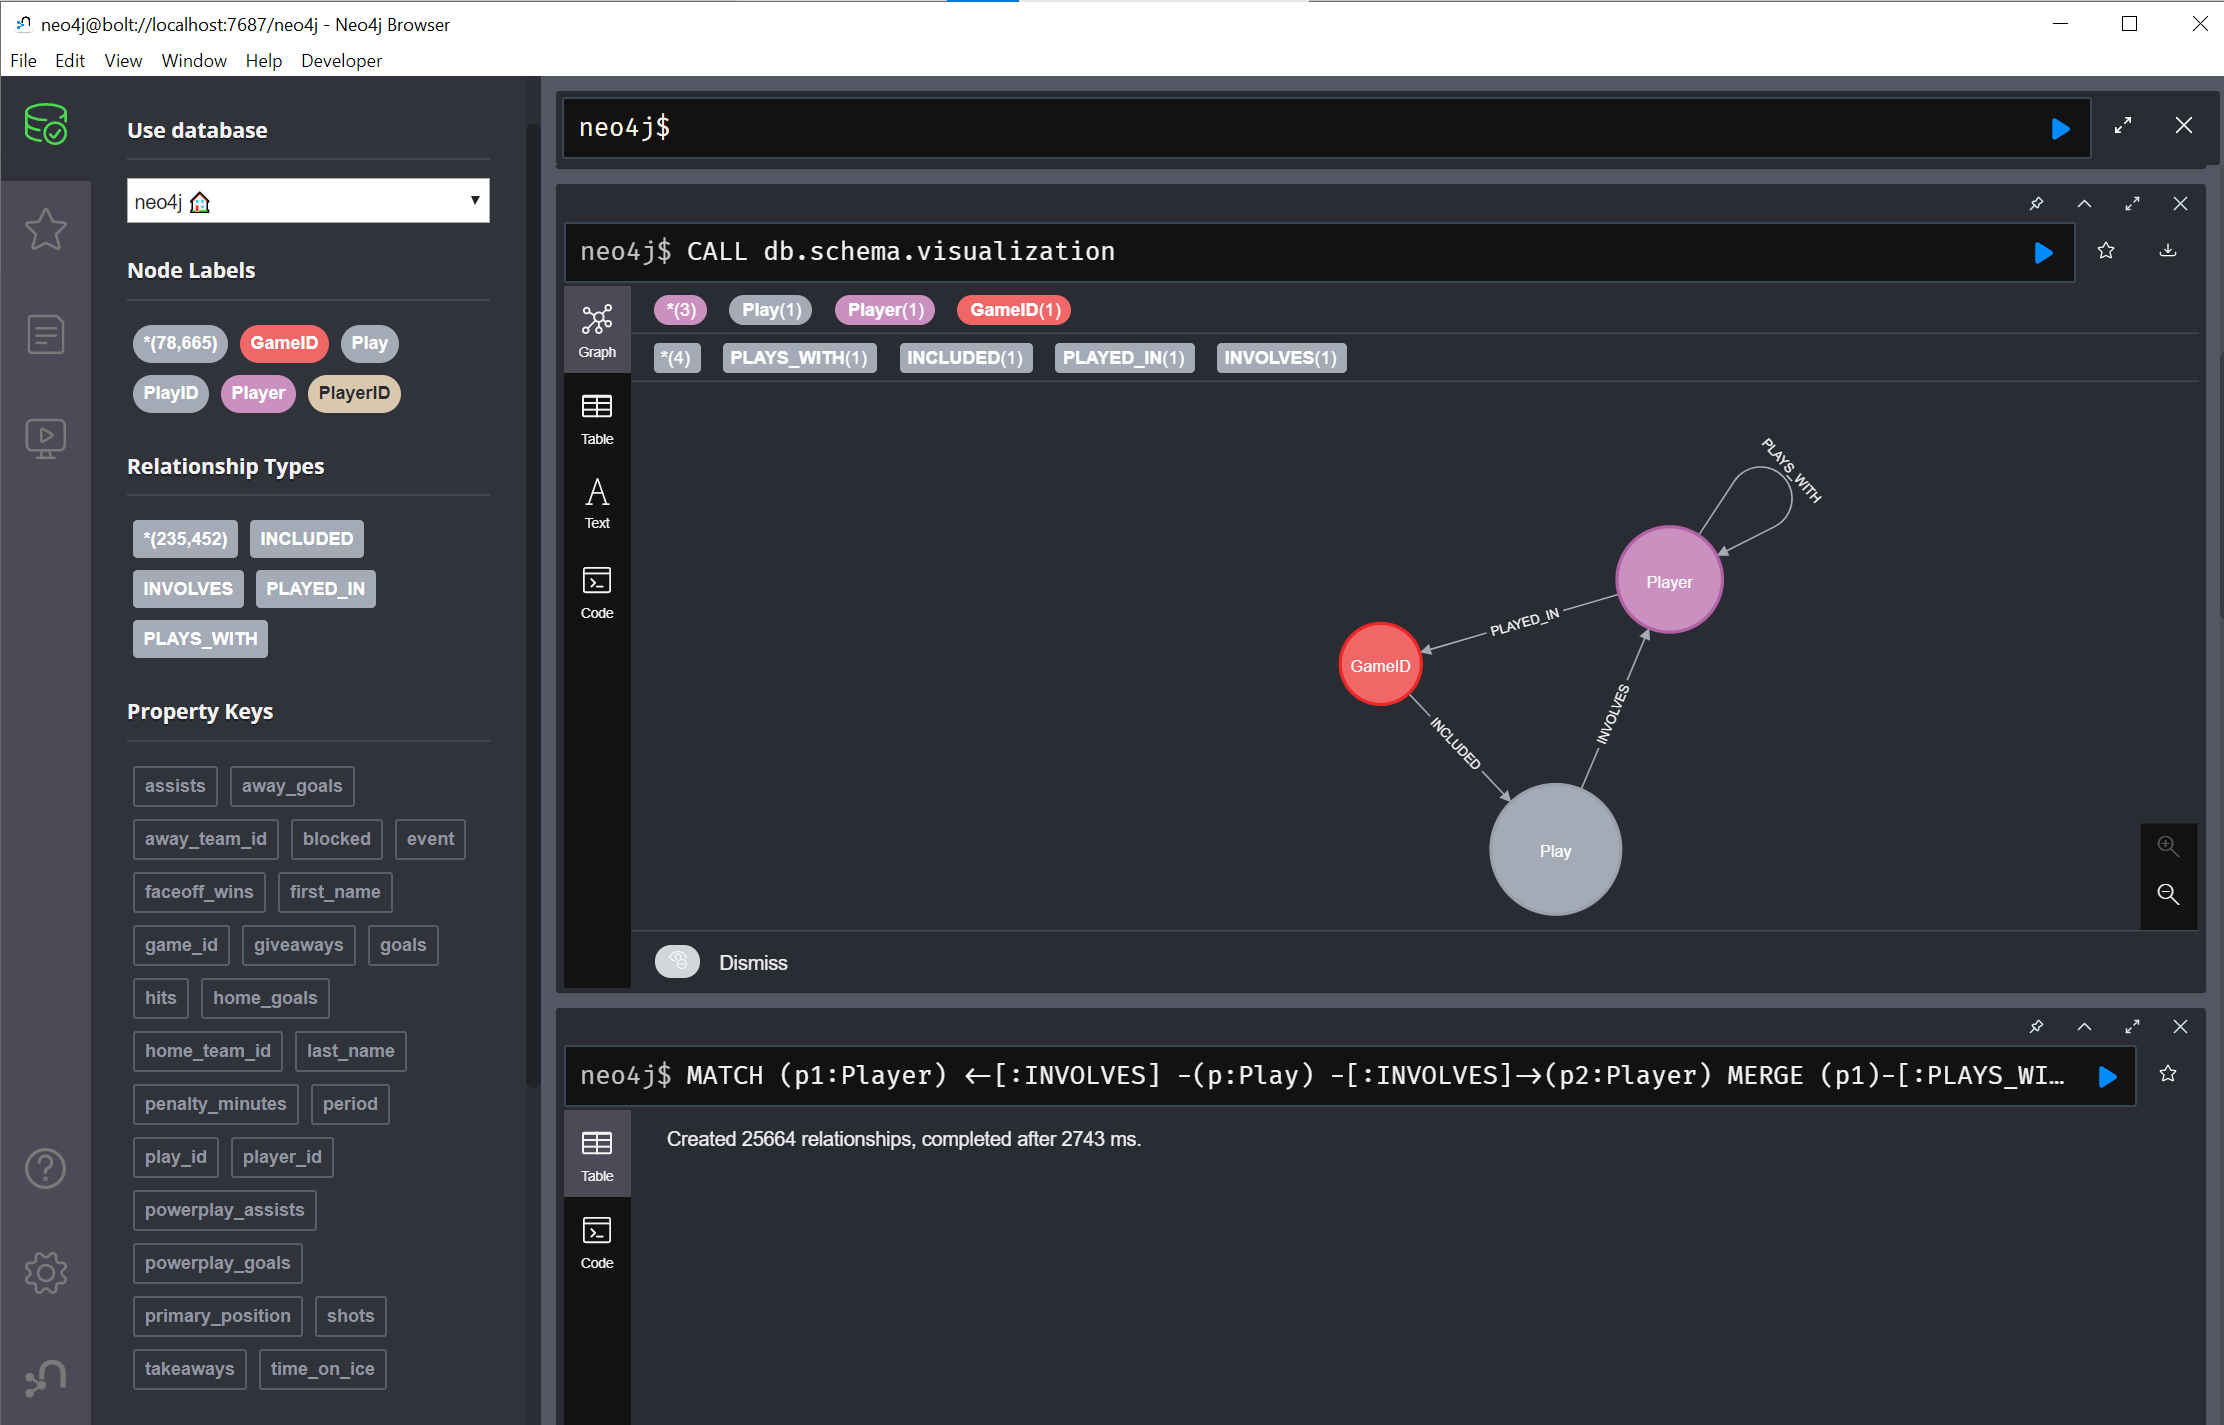 neo4j@bolt://localhost:7687/neo4j - Neo4j Browser
File Edit View Window Help Developer
Use database
neo4j
Node Labels
*(78,665) GameID Play
PlayID Player PlayerID
Relationship Types
*(235,452) INCLUDED
INVOLVES PLAYED_IN
PLAYS_WITH
Property Keys
assists away_goals
away_team_id blocked event
faceoff_wins first_name
game_id giveaways goals
hits home_goals
home_team_id last_name
penalty_minutes period
play_id player_id
powerplay_assists
powerplay_goals
primary_position shots
takeaways time_on_ice
neo4j$
neo4j$ CALL db.schema.visualization
Graph
Table
Text
Code
*(3) Play(1) Player(1) GameID(1)
*(4) PLAYS_WITH(1) INCLUDED(1) PLAYED_IN(1) INVOLVES(1)
PLAYS_WITH
Player
PLAYED_IN
GameID
INVOLVES
INCLUDED
Play
Dismiss
neo4j$ MATCH (p1:Player) <-[:INVOLVES] -(p:Play) -[:INVOLVES]->(p2:Player) MERGE (p1)-[:PLAYS_WI...
Table
Code
Created 25664 relationships, completed after 2743 ms.